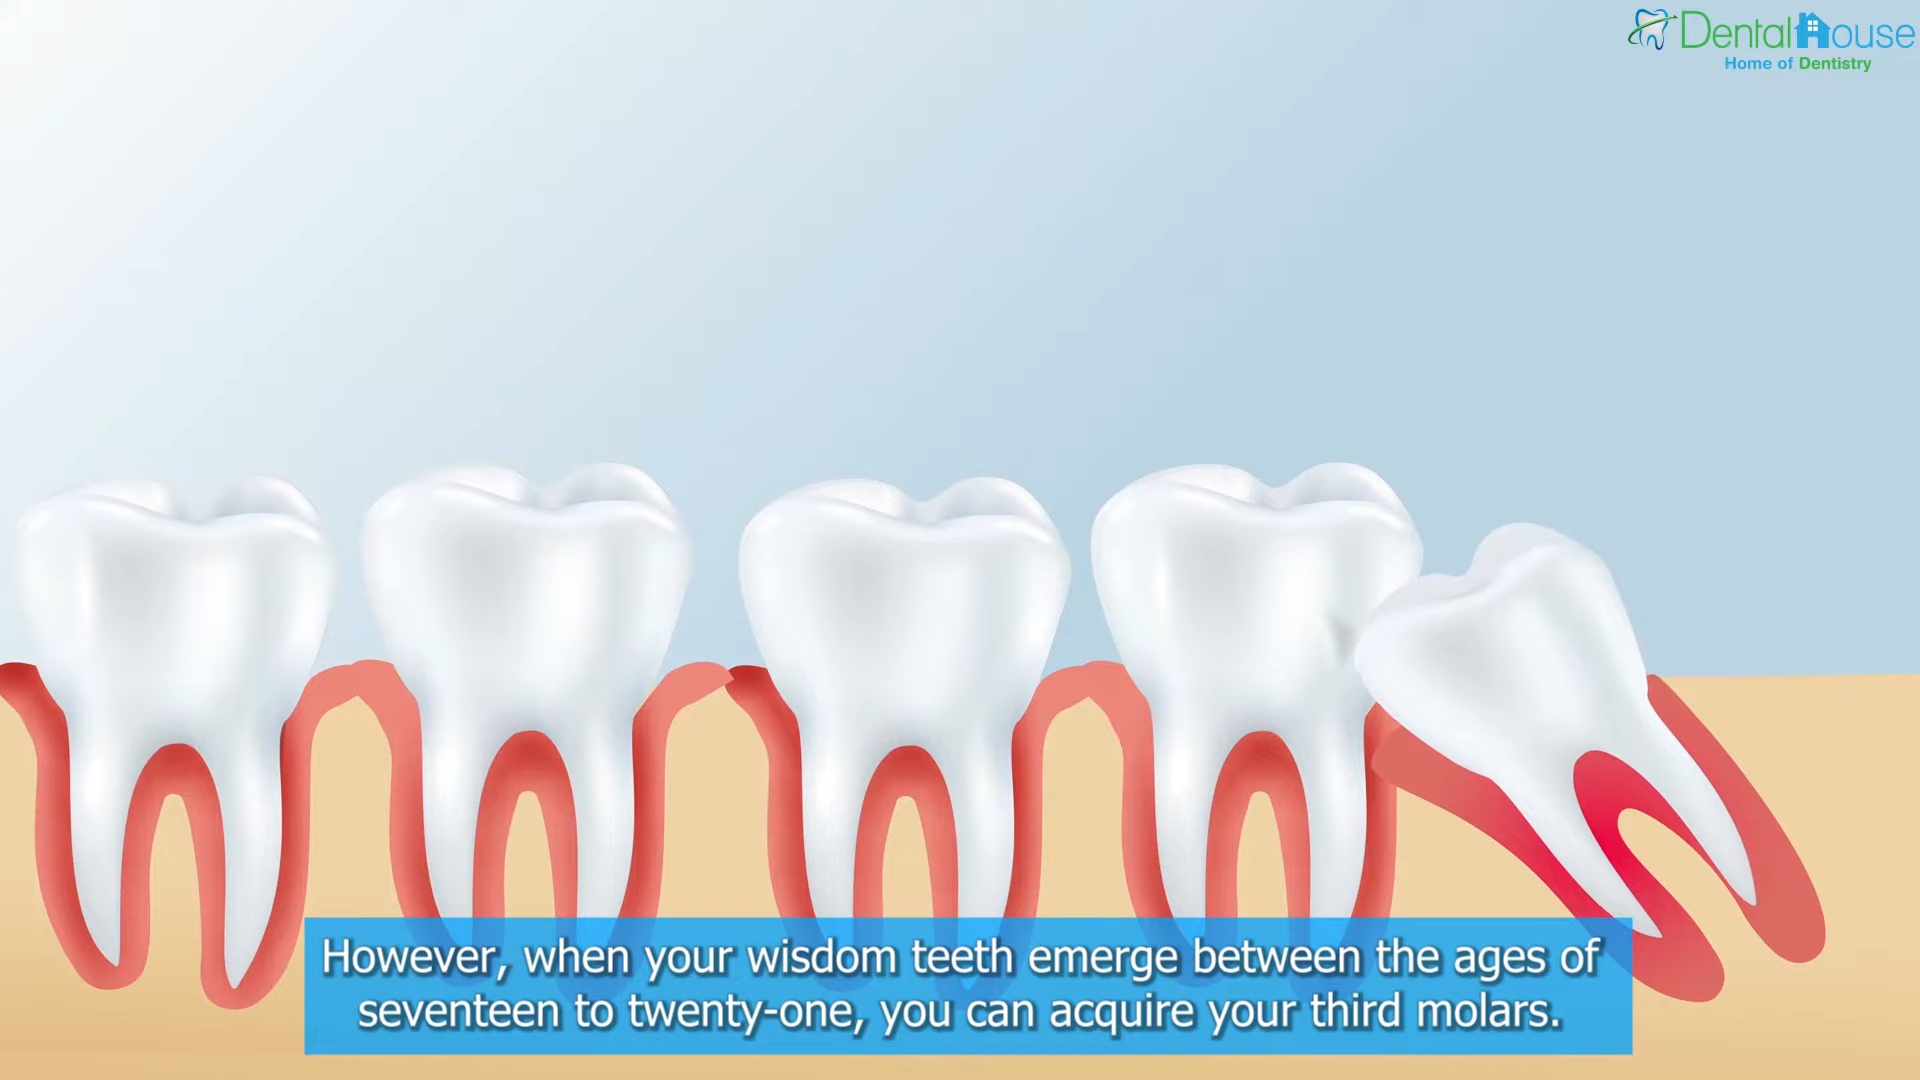 DentalHouse
Home of Dentistry
However, when your wisdom teeth emerge between the ages of
seventeen to twenty-one, you can acquire your third molars.